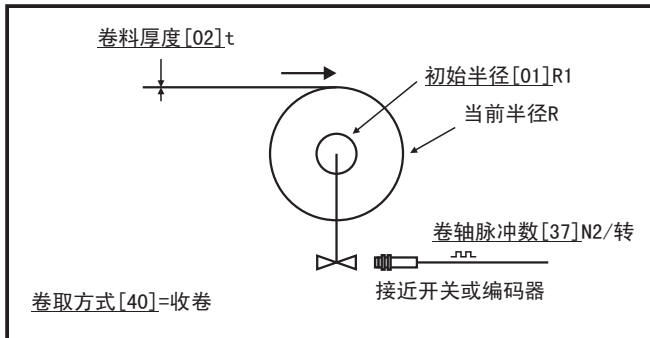 卷料厚度[02]t
初始半径[01]R1
当前半径R
卷轴脉冲数[37]N2/转
接近开关或编码器
卷取方式[40]=收卷